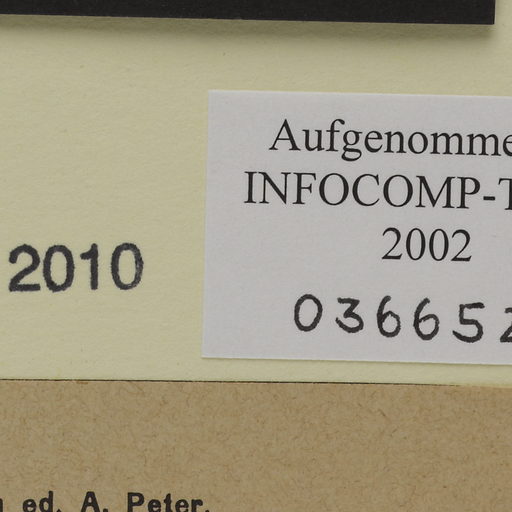 Aufgenomme
INFOCOMP-T
2002
2010
03665
ed. A. Peter.